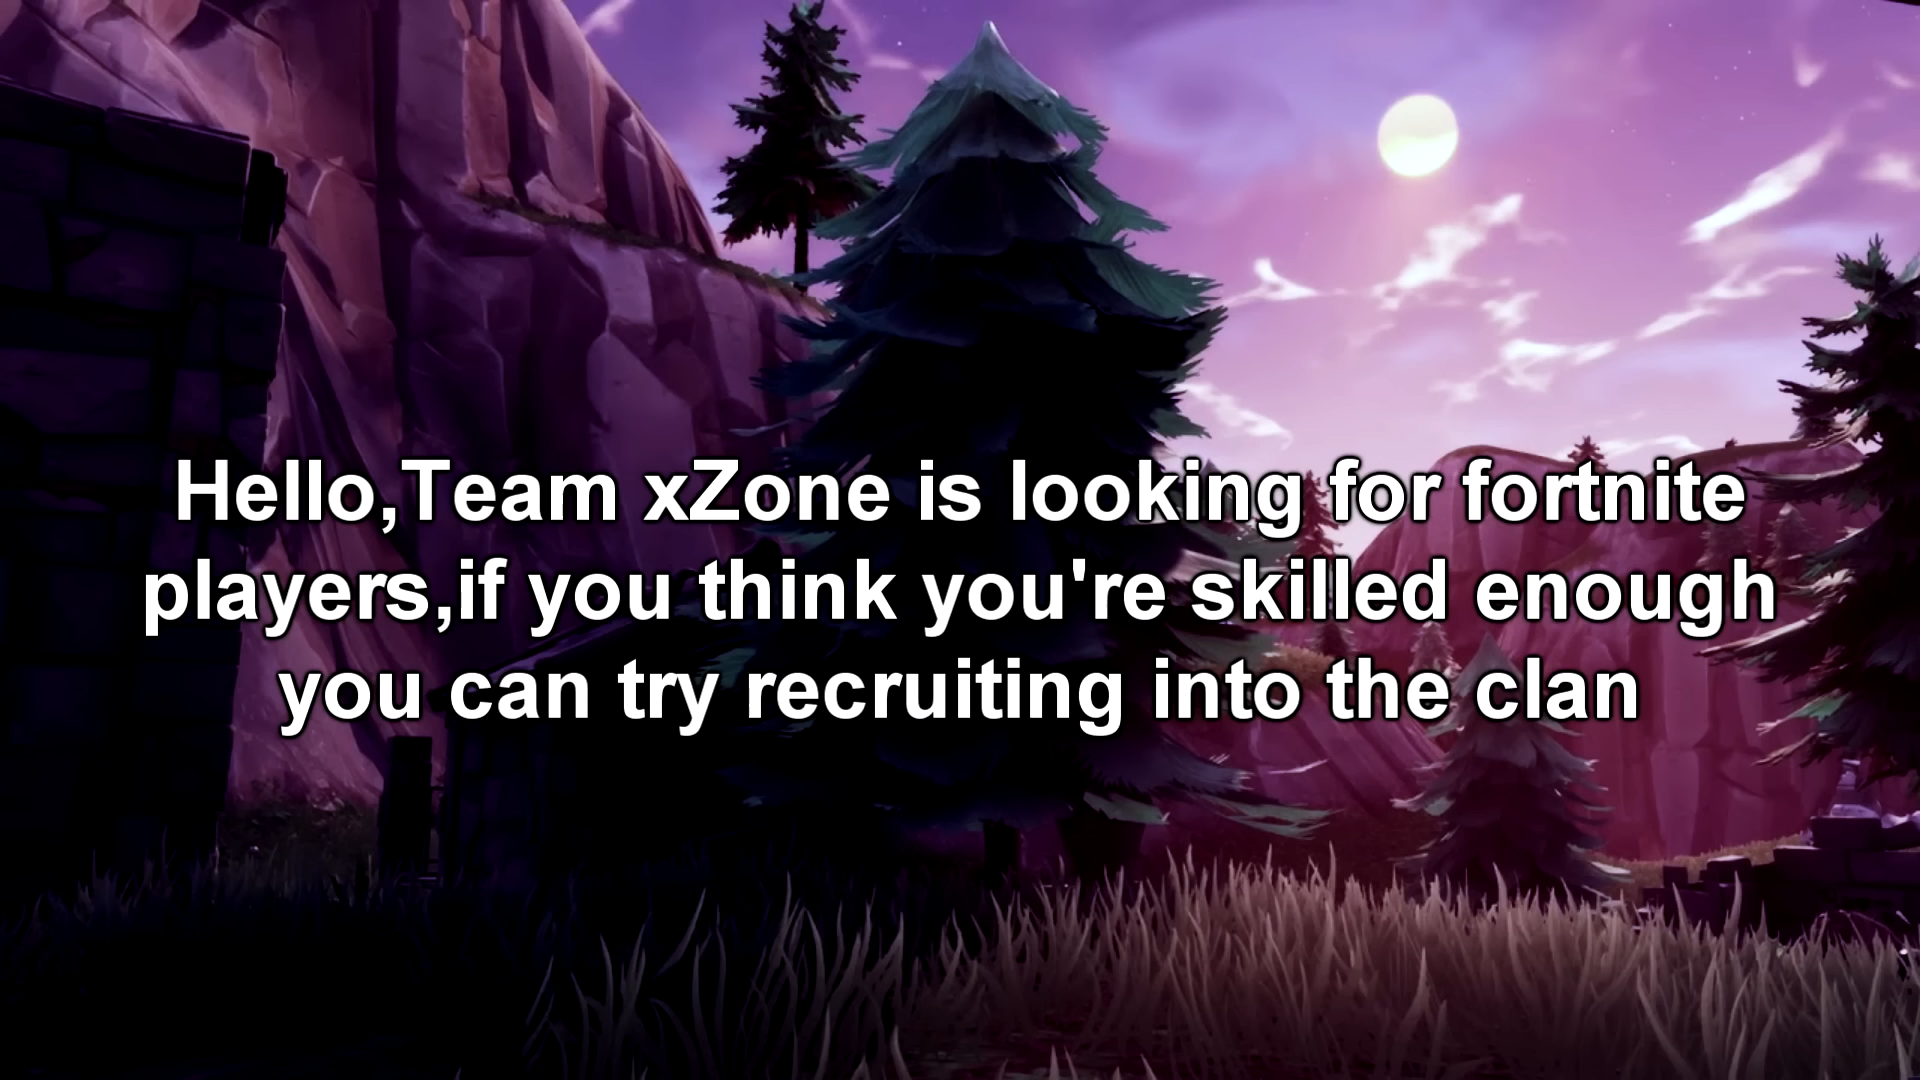 Hello,Team xZone is looking for fortnite
players,if you think you're skilled enough
you can try recruiting into the clan